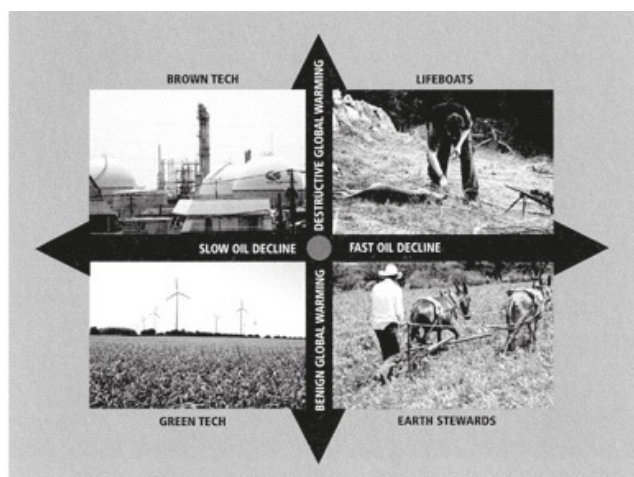 BROWN TECH
LIFEBOATS
DESTRUCTIVE GLOBAL WARMING
SLOW OIL DECLINE
FAST OIL DECLINE
BENIGN GLOBAL WARMING
GREEN TECH
EARTH STEWARDS